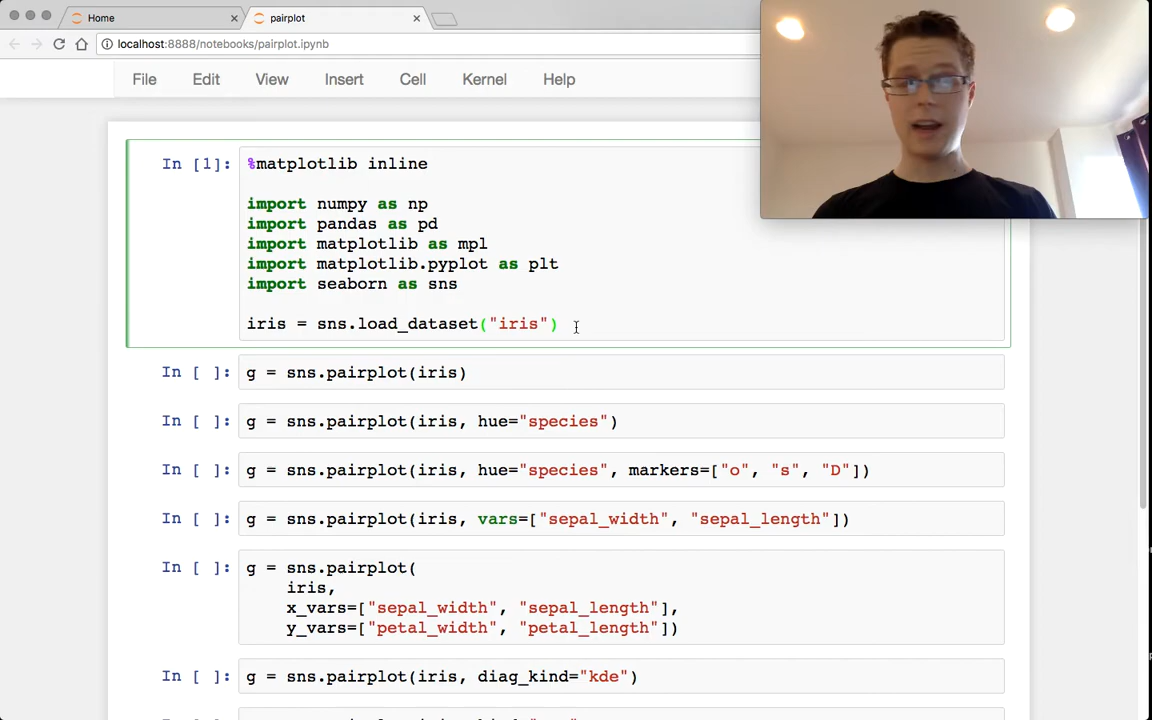 Home
pairplot
localhost:8888/notebooks/pairplot.ipynb
File Edit View Insert Cell Kernel Help
In [1]: %matplotlib inline
import numpy as np
import pandas as pd
import matplotlib as mpl
import matplotlib.pyplot as plt
import seaborn as sns
iris = sns.load_dataset("iris")
In [ ]: g = sns.pairplot(iris)
In [ ]: g = sns.pairplot(iris, hue="species")
In [ ]: g = sns.pairplot(iris, hue="species", markers=["o", "s", "D"])
In [ ]: g = sns.pairplot(iris, vars=["sepal_width", "sepal_length"])
In [ ]: g = sns.pairplot(
iris,
x_vars=["sepal_width", "sepal_length"],
y_vars=["petal_width", "petal_length"])
In [ ]: g = sns.pairplot(iris, diag_kind="kde")